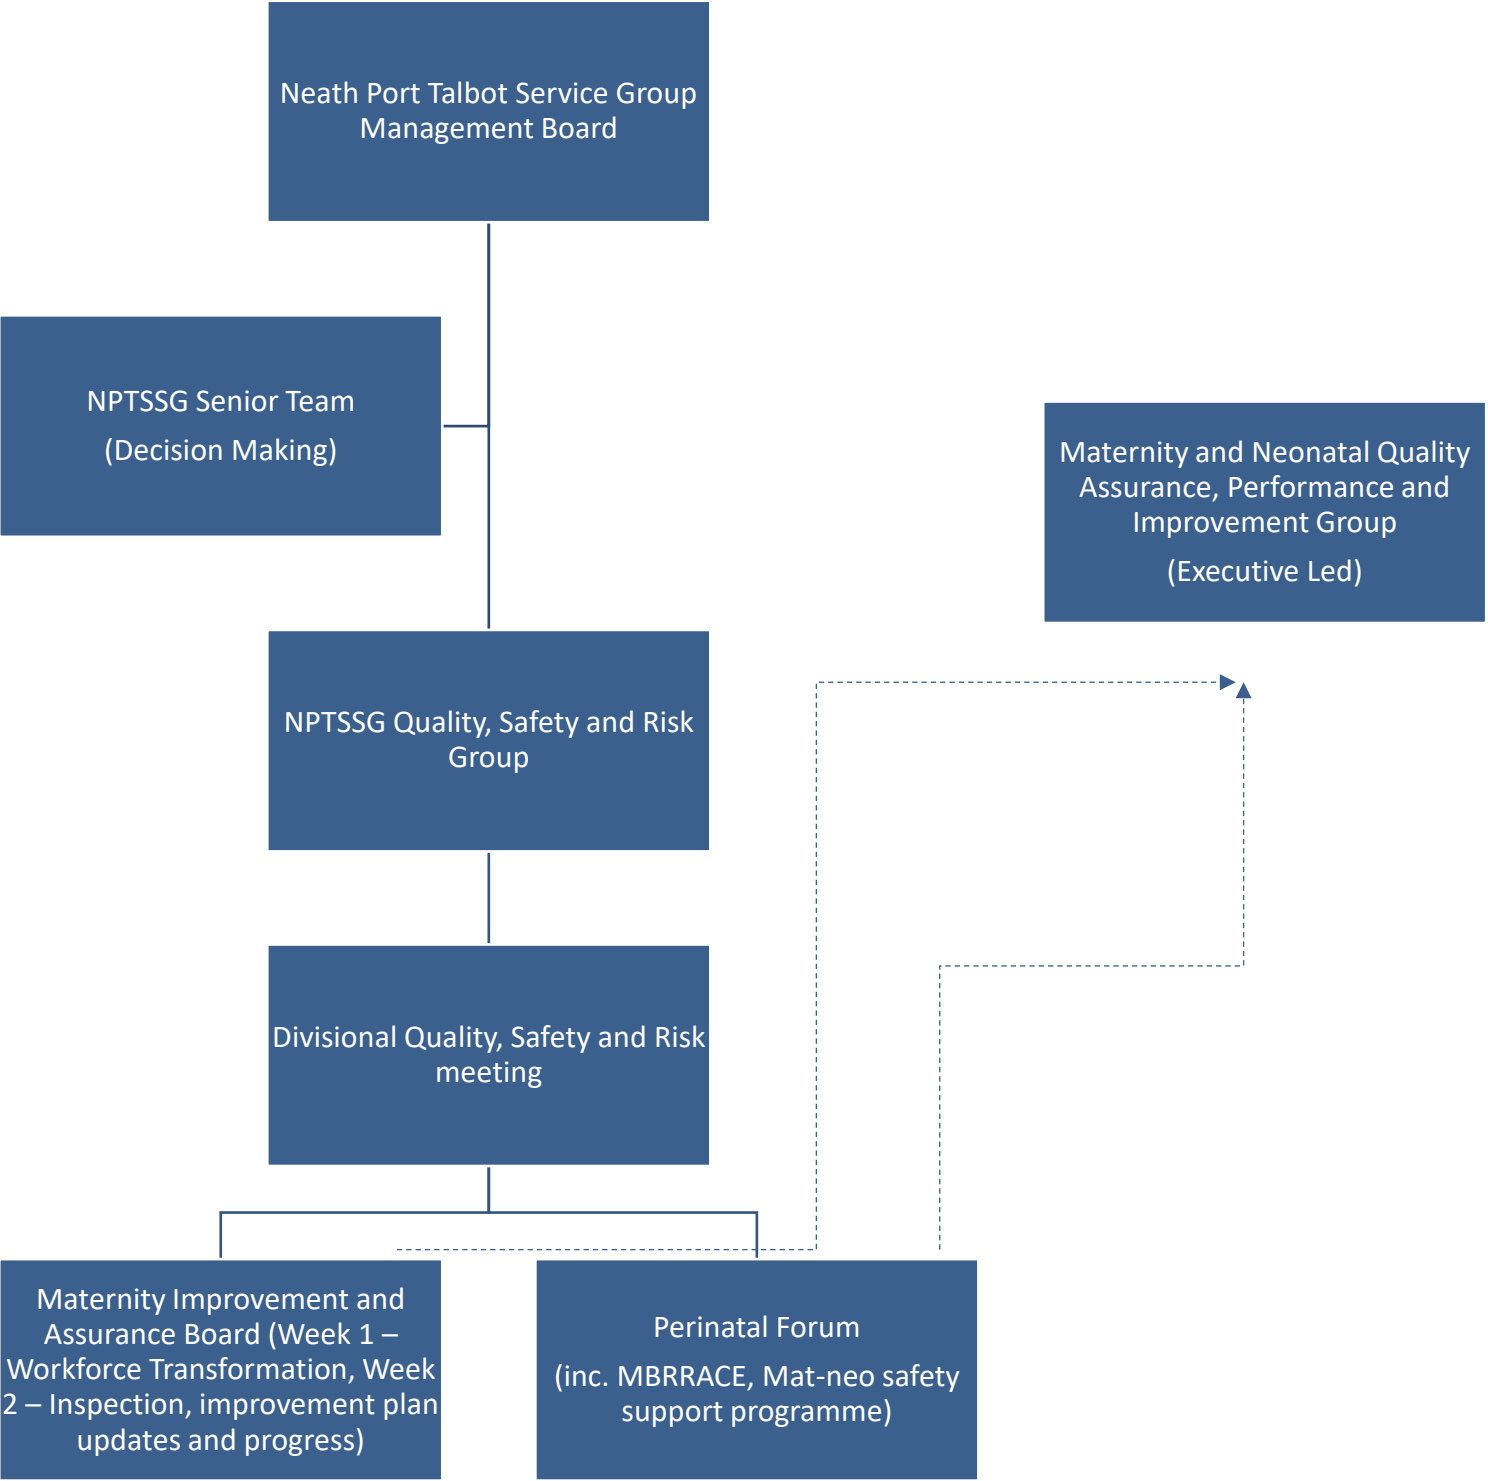 Neath Port Talbot Service Group
Management Board
NPTSSG Senior Team
(Decision Making)
Maternity and Neonatal Quality
Assurance, Performance and
Improvement Group
(Executive Led)
NPTSSG Quality, Safety and Risk
Group
Divisional Quality, Safety and Risk
meeting
Maternity Improvement and
Assurance Board (Week 1 –
Workforce Transformation, Week
2 – Inspection, improvement plan
updates and progress)
Perinatal Forum
(inc. MBRRACE, Mat-neo safety
support programme)